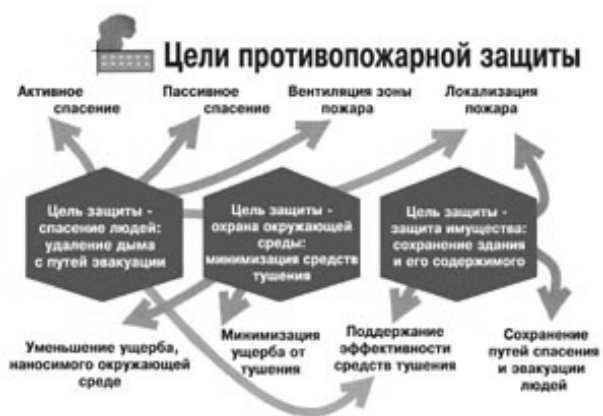 Цели противопожарной защиты
Активное
спасение
Пассивное
спасение
Вентиляция зоны
пожара
Локализация
пожара
Цель защиты -
спасение людей:
удаление дыма
с путей эвакуации
Цель защиты -
охрана окружающей
среды:
минимизация средств
тушения
Цель защиты -
защита имущества:
сохранение здания
и его содержимого
Уменьшение ущерба,
наносимого окружающей
среде
Минимизация
ущерба от
тушения
Поддержание
эффективности
средств тушения
Сохранение
путей спасения
и эвакуации
людей